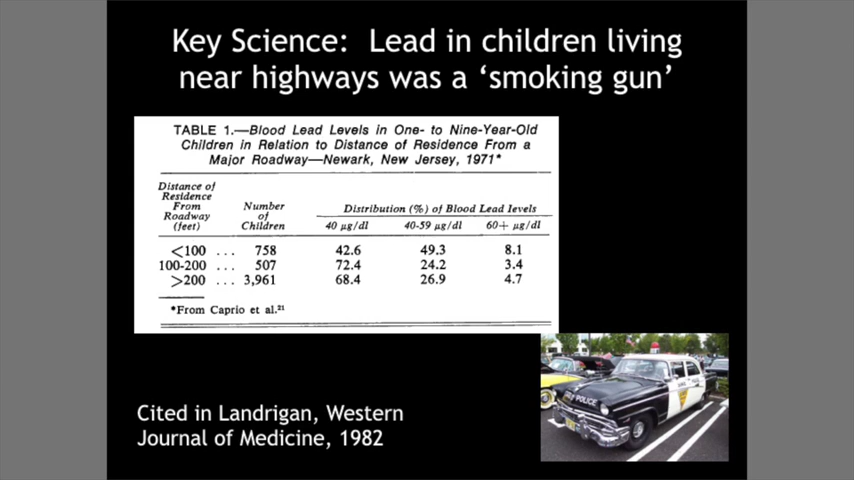 Key Science:  Lead in children living
near highways was a ‘smoking gun’
TABLE 1.—Blood Lead Levels in One- to Nine-Year-Old
Children in Relation to Distance of Residence From a
Major Roadway—Newark, New Jersey, 1971*
Distance of
Residence
From
Roadway
(feet)
Number
of
Children
Distribution (%) of Blood Lead levels
40 µg/dl 40-59 µg/dl 60+ µg/dl
<100 ... 758 42.6 49.3 8.1
100-200 ... 507 72.4 24.2 3.4
>200 ... 3,961 68.4 26.9 4.7
*From Caprio et al.²¹
POLICE
Cited in Landrigan, Western
Journal of Medicine, 1982